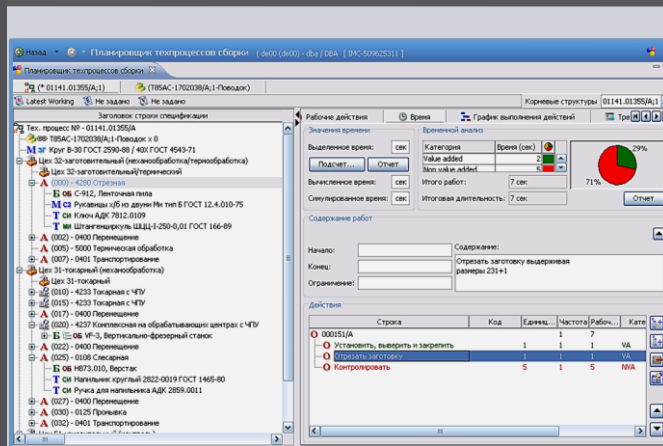 Назад Планировщик техпроцессов сборки ( de00 (de00) - dba / DBA [ IMC-509625311 ]
Планировщик техпроцессов сборки
(* 01141.01355/A;1) (Т85АС-1702038/A;1-Поводок)
Latest Working Не задано Не задано Корневые структуры 01141.01355/A;1
Заголовок строки спецификации
Тех. процесс № - 01141.01355/A
Т85АС-1702038/A;1-Поводок x 0
М зг Круг В-30 ГОСТ 2590-88 / 40Х ГОСТ 4543-71
Цех 32-заготовительный (механообработка/термообработка)
Цех 32-заготовительный/термический
А (000) - 4280 Отрезная
Б ОБ С-912, Ленточная пила
М СЗ Рукавицы х/б из двуни Ми тип Б ГОСТ 12.4.010-75
Т СИ Ключ АДК 7812.0109
Т МИ Штангенциркуль ШЦЦ-I-250-0,01 ГОСТ 166-89
А (002) - 0400 Перемещение
А (005) - 5000 Термическая обработка
А (007) - 0401 Транспортирование
Цех 31-токарный (механообработка)
Цех 31-токарный
(010) - 4233 Токарная с ЧПУ
(015) - 4233 Токарная с ЧПУ
А (017) - 0400 Перемещение
(020) - 4237 Комплексная на обрабатывающих центрах с ЧПУ
Б ОБ VF-3, Вертикально-фрезерный станок
А (022) - 0400 Перемещение
А (025) - 0108 Слесарная
Б ОБ Н873.010, Верстак
Т СИ Напильник круглый 2822-0019 ГОСТ 1465-80
Т СИ Ручка для напильника АДК 2859.0011
А (027) - 0400 Перемещение
А (030) - 0125 Промывка
А (032) - 0401 Транспортирование
Рабочие действия Время График выполнения действий Тре
Значения времени
Выделенное время: сек
Подсчет... Отчет
Вычисленное время: сек
Симулированное время: сек
Временной анализ
Категория Время (сек)
Value added 2
Non value added 5
Итого работ: 7 сек
Итоговая длительность: 7 сек
29%
71%
Отчет
Содержание работ
Начало:
Конец:
Ограничение:
Содержание:
Отрезать заготовку выдерживая
размеры 231+1
Действия
Строка Код Единиц... Частота Рабоч... Кате
000151/A 1 7
Установить, выверить и закрепить 1 1 1 VA
Отрезать заготовку 1 1 1 VA
Контролировать 5 1 5 NVA